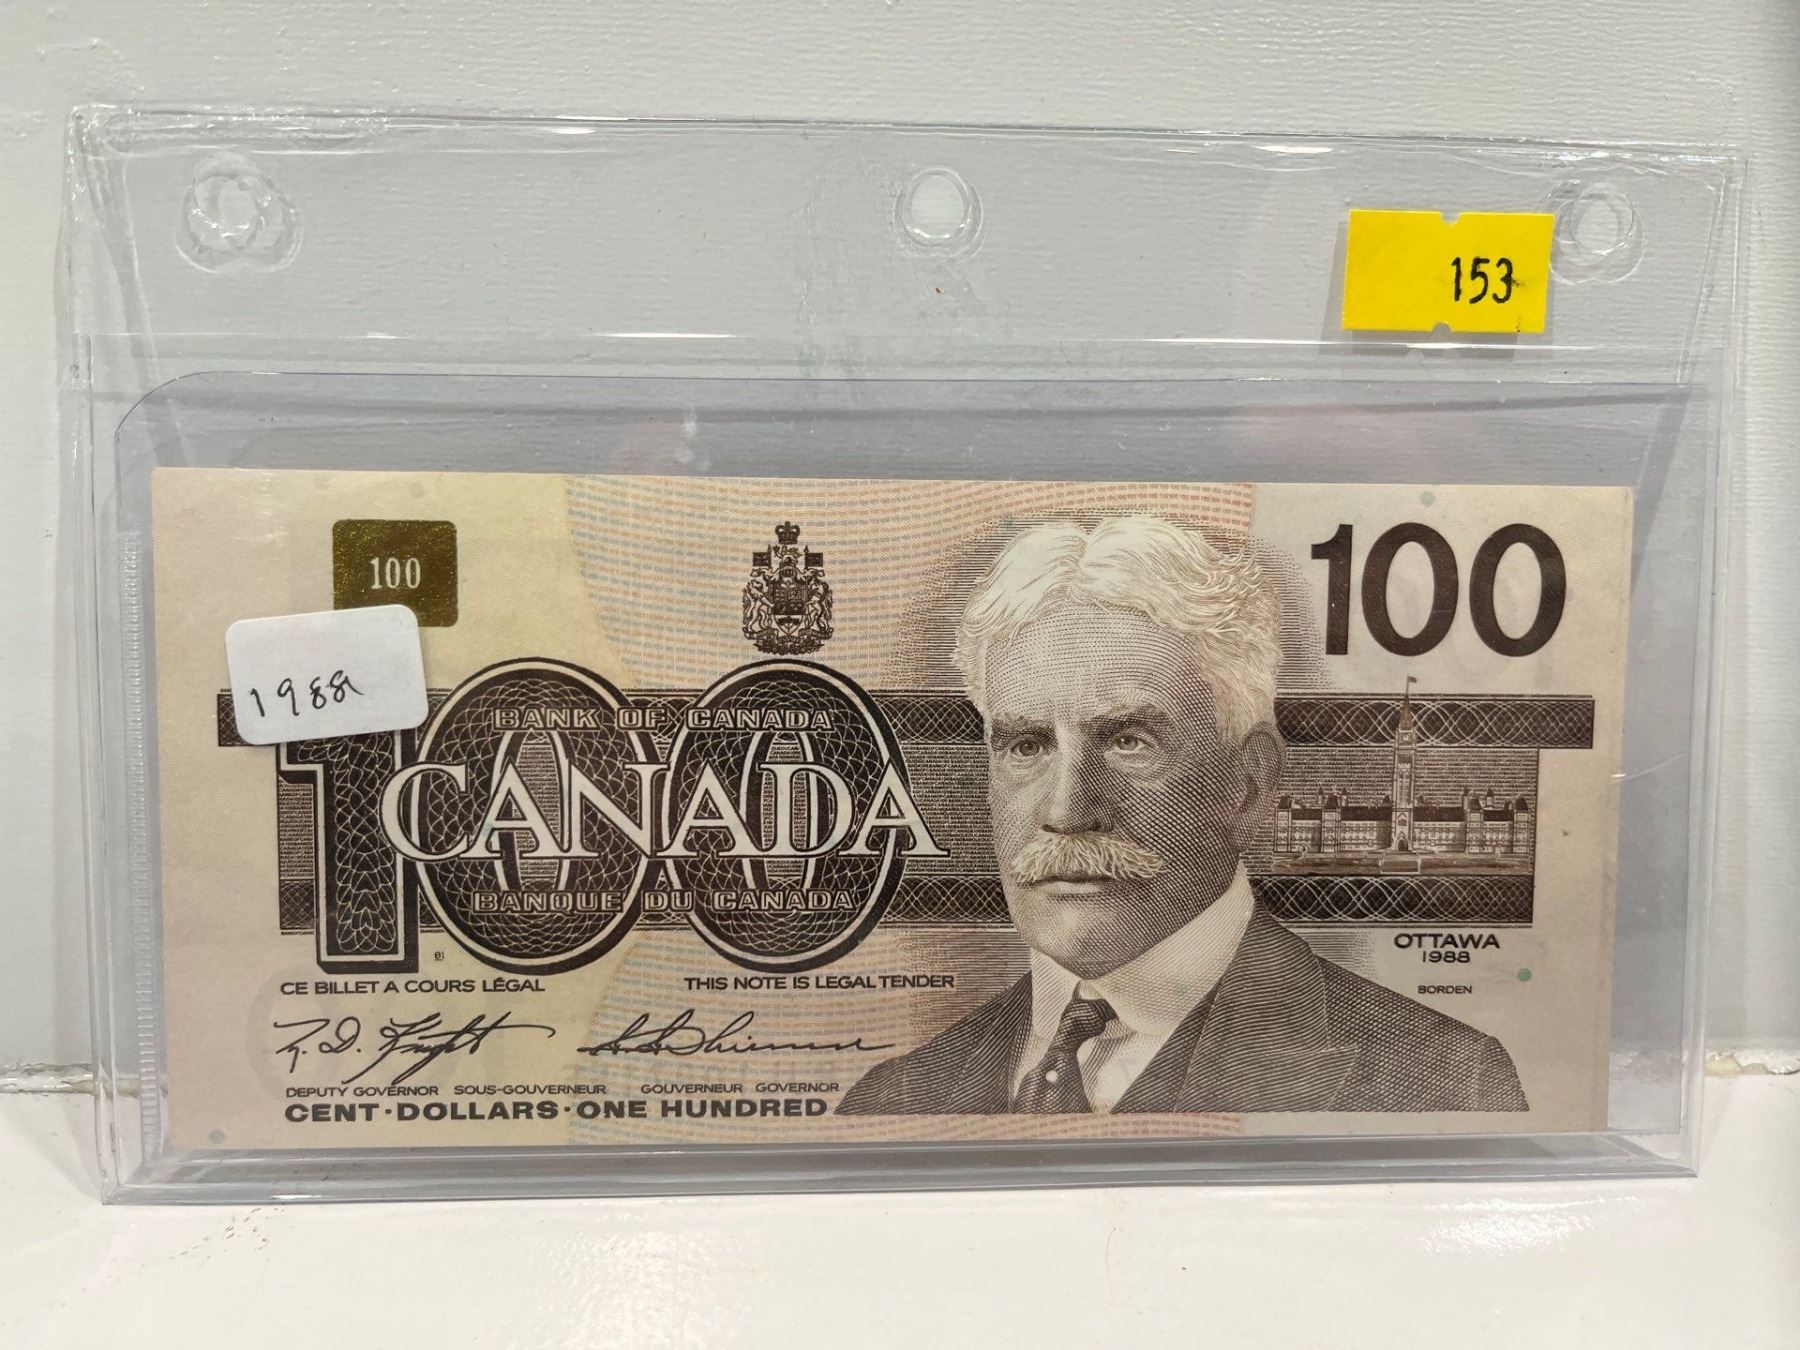 153
100
100
1988
BANK OF CANADA
CANADA
BANQUE DU CANADA
OTTAWA
1988
BORDEN
CE BILLET A COURS LÉGAL
THIS NOTE IS LEGAL TENDER
DEPUTY GOVERNOR SOUS-GOUVERNEUR GOUVERNEUR GOVERNOR
CENT·DOLLARS·ONE HUNDRED
100